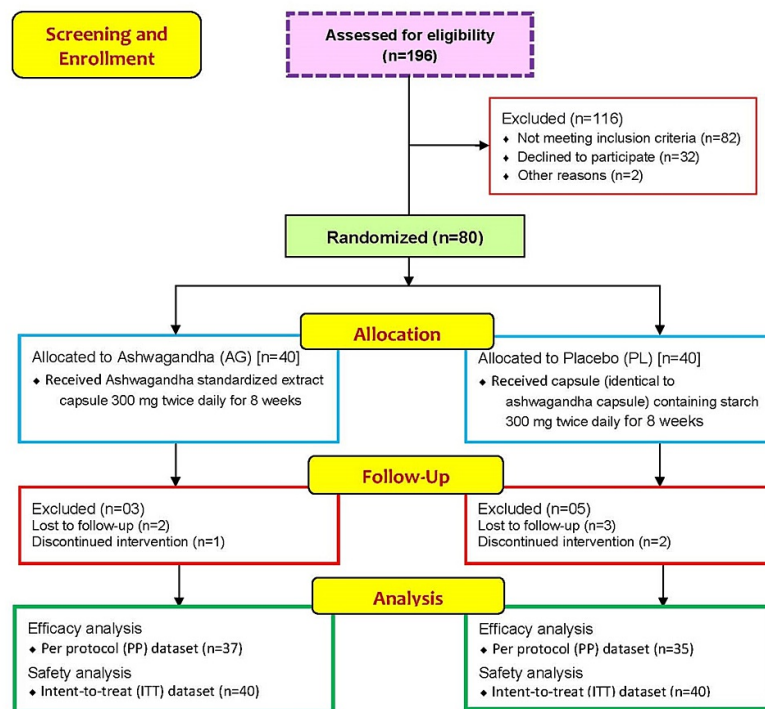 Screening and
Enrollment
Assessed for eligibility
(n=196)
Excluded (n=116)
♦ Not meeting inclusion criteria (n=82)
♦ Declined to participate (n=32)
♦ Other reasons (n=2)
Randomized (n=80)
Allocation
Allocated to Ashwagandha (AG) [n=40]
♦ Received Ashwagandha standardized extract
capsule 300 mg twice daily for 8 weeks
Allocated to Placebo (PL) [n=40]
♦ Received capsule (identical to
ashwagandha capsule) containing starch
300 mg twice daily for 8 weeks
Follow-Up
Excluded (n=03)
Lost to follow-up (n=2)
Discontinued intervention (n=1)
Excluded (n=05)
Lost to follow-up (n=3)
Discontinued intervention (n=2)
Analysis
Efficacy analysis
♦ Per protocol (PP) dataset (n=37)
Safety analysis
♦ Intent-to-treat (ITT) dataset (n=40)
Efficacy analysis
♦ Per protocol (PP) dataset (n=35)
Safety analysis
♦ Intent-to-treat (ITT) dataset (n=40)